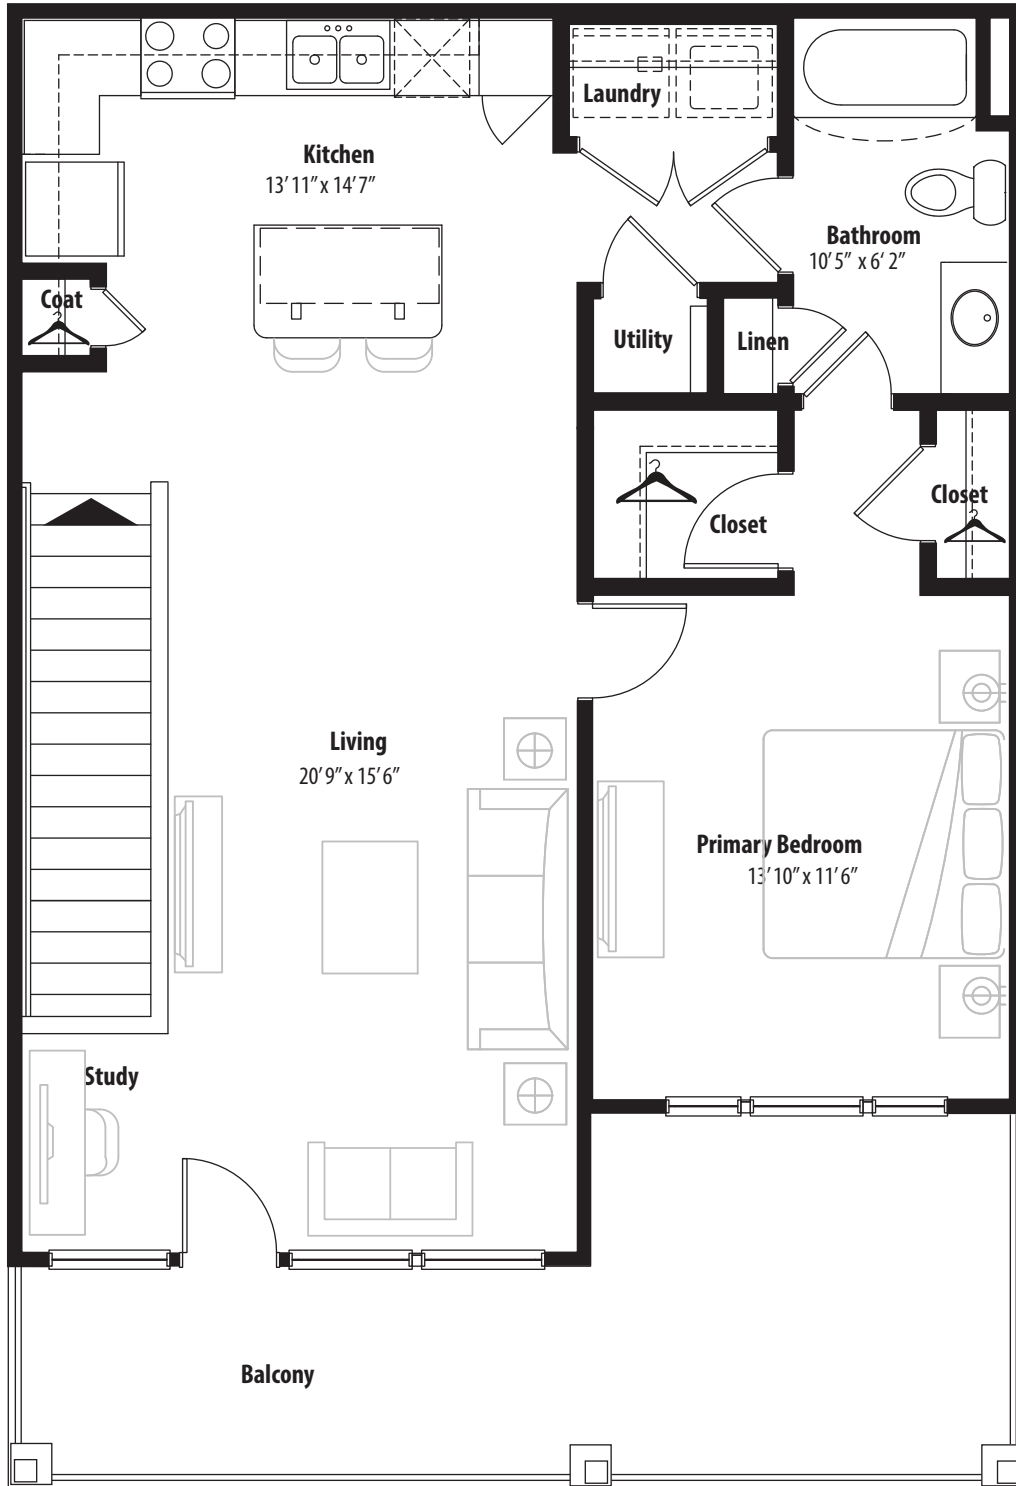 Laundry
Kitchen
13'11" x 14'7"
Bathroom
10'5" x 6'2"
Coat
Utility
Linen
Closet
Closet
Living
20'9" x 15'6"
Primary Bedroom
13'10" x 11'6"
Study
Balcony